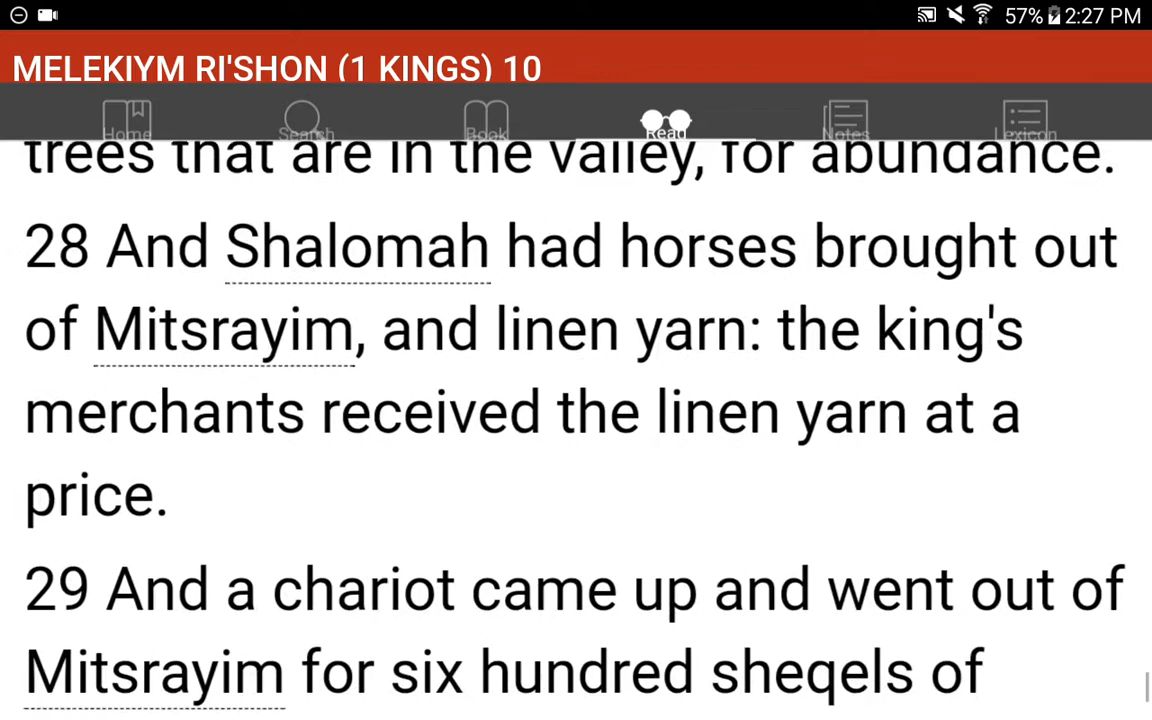 57% 2:27 PM
MELEKIYM RI'SHON (1 KINGS) 10
Home Search Book Read Notes Lexicon
trees that are in the valley, for abundance.
28 And Shalomah had horses brought out
of Mitsrayim, and linen yarn: the king's
merchants received the linen yarn at a
price.
29 And a chariot came up and went out of
Mitsrayim for six hundred sheqels of